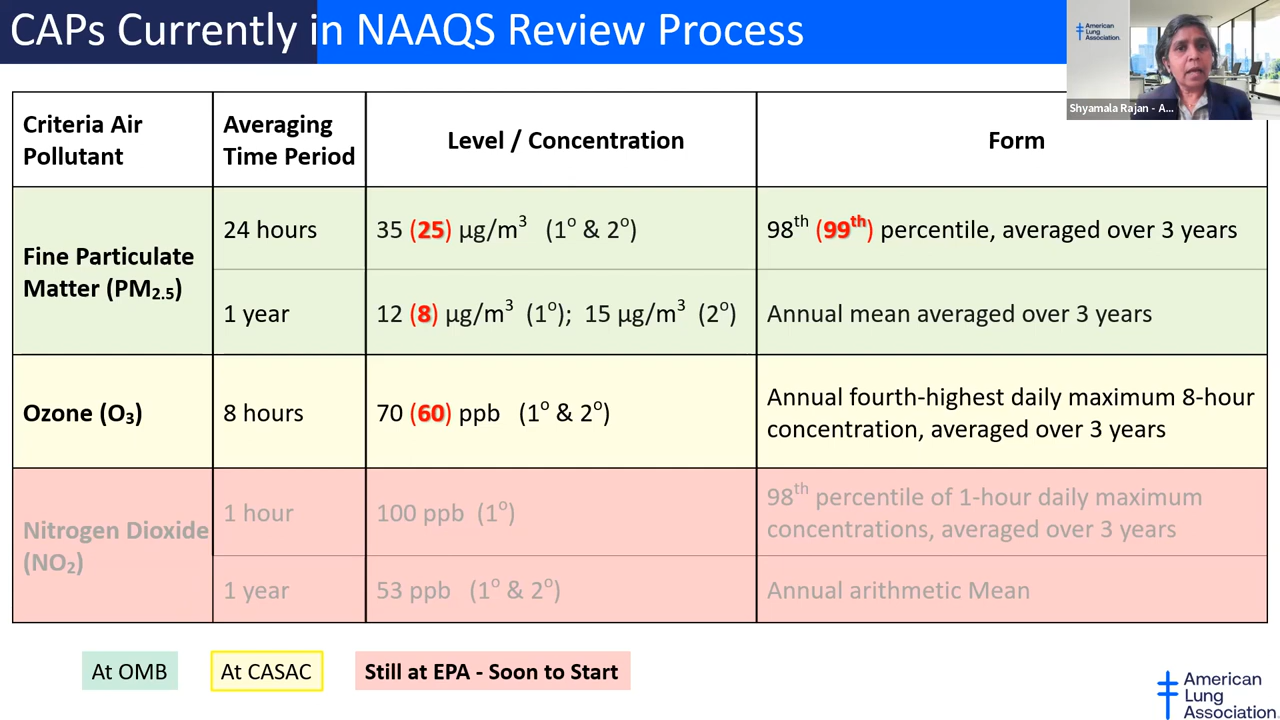 CAPs Currently in NAAQS Review Process
American
Lung
Association.
Shyamala Rajan - A...
Criteria Air
Pollutant
Averaging
Time Period
Level / Concentration
Form
Fine Particulate
Matter (PM2.5)
24 hours
35 (25) µg/m³ (1º & 2º)
98th (99th) percentile, averaged over 3 years
1 year
12 (8) µg/m³ (1º); 15 µg/m³ (2º)
Annual mean averaged over 3 years
Ozone (O₃)
8 hours
70 (60) ppb (1º & 2º)
Annual fourth-highest daily maximum 8-hour
concentration, averaged over 3 years
Nitrogen Dioxide
(NO₂)
1 hour
100 ppb (1º)
98th percentile of 1-hour daily maximum
concentrations, averaged over 3 years
1 year
53 ppb (1º & 2º)
Annual arithmetic Mean
At OMB
At CASAC
Still at EPA - Soon to Start
American
Lung
Association.